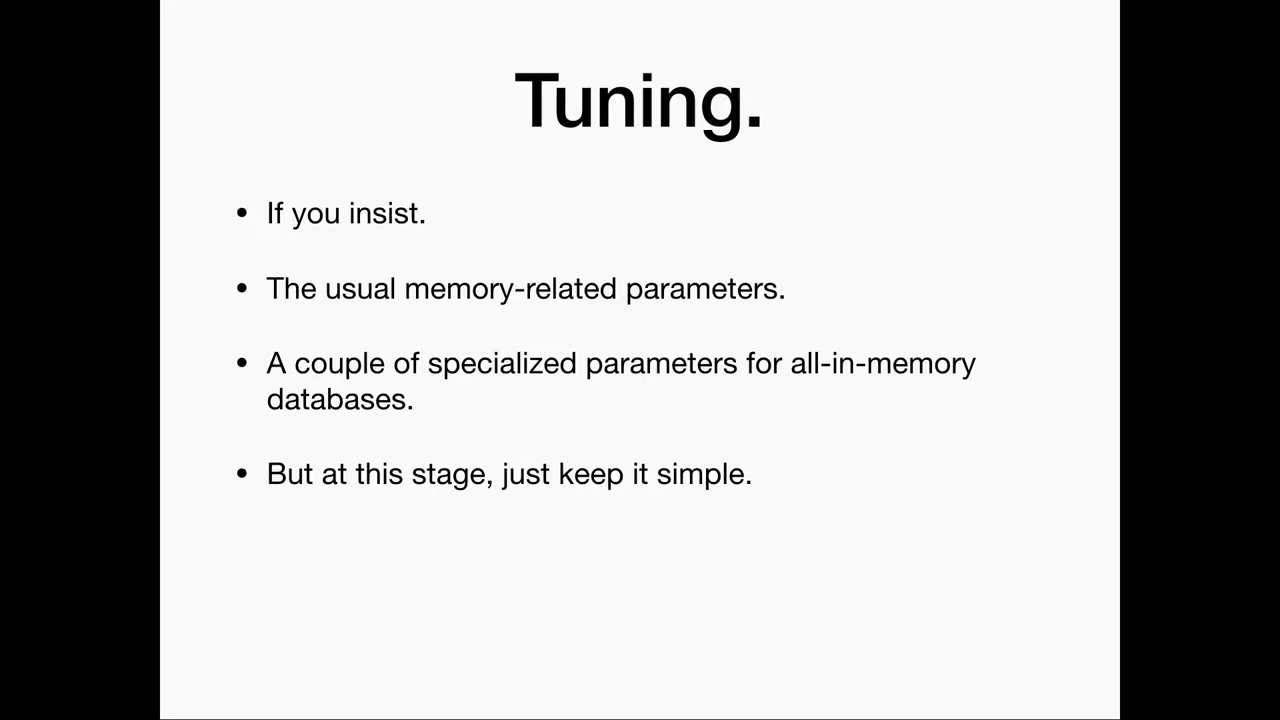 Tuning.
• If you insist.
• The usual memory-related parameters.
• A couple of specialized parameters for all-in-memory
databases.
• But at this stage, just keep it simple.